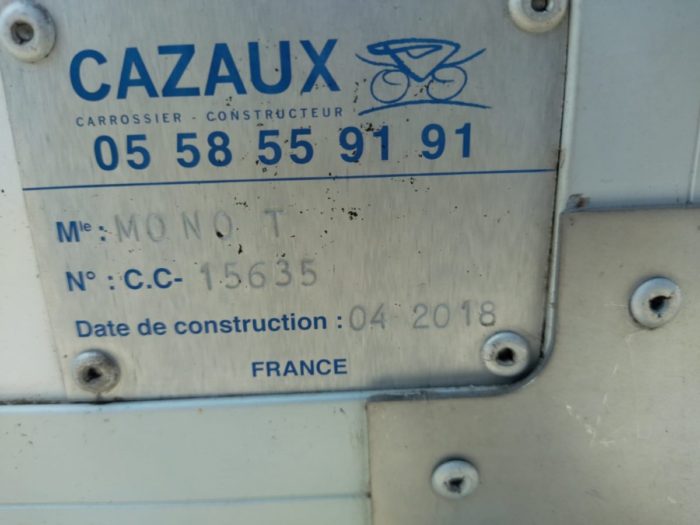 CAZAUX
CARROSSIER - CONSTRUCTEUR
05 58 55 91 91
Mle : MONO T
N° : C.C- 15635
Date de construction : 04 2018
FRANCE